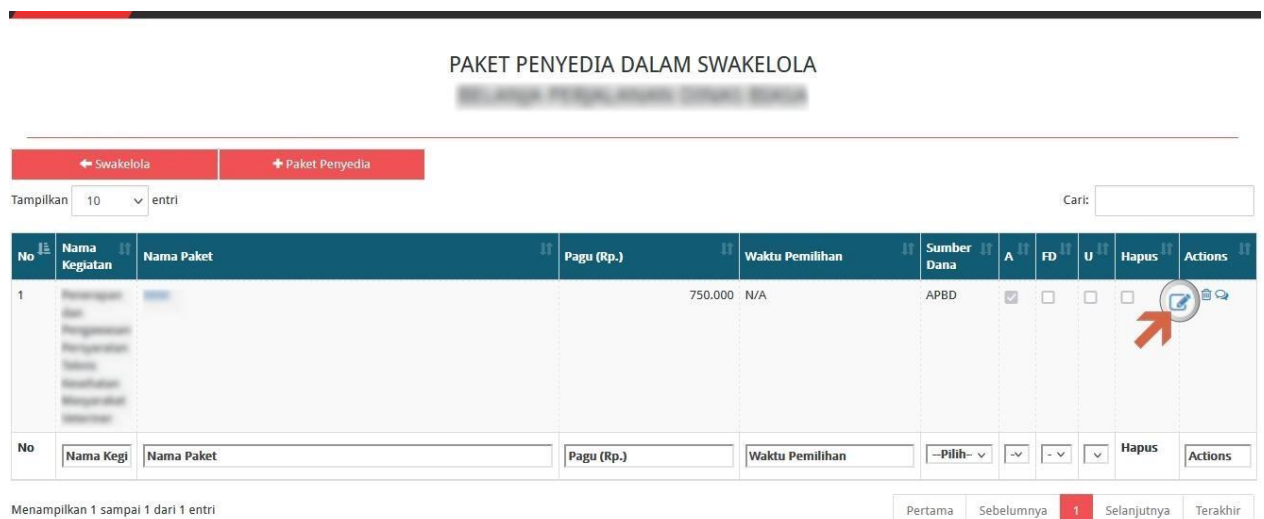 PAKET PENYEDIA DALAM SWAKELOLA
Swakelola
Paket Penyedia
Tampilkan 10 entri
Cari:
No Nama Kegiatan Nama Paket Pagu (Rp.) Waktu Pemilihan Sumber Dana A FD U Hapus Actions
1 750.000 N/A APBD
No Nama Kegi Nama Paket Pagu (Rp.) Waktu Pemilihan --Pilih-- - - Hapus Actions
Menampilkan 1 sampai 1 dari 1 entri
Pertama Sebelumnya 1 Selanjutnya Terakhir